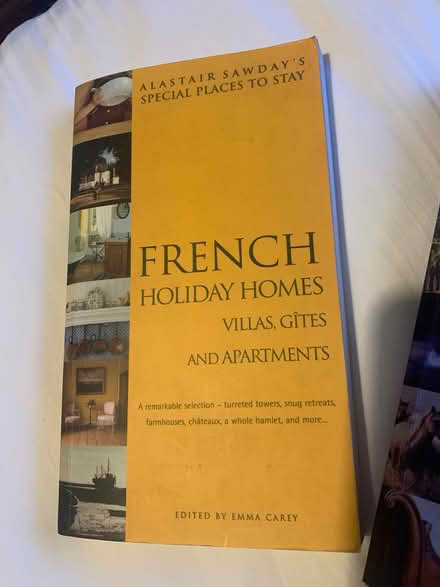 ALASTAIR SAWDAY'S
SPECIAL PLACES TO STAY
FRENCH
HOLIDAY HOMES
VILLAS, GÎTES
AND APARTMENTS
A remarkable selection – turreted towers, snug retreats,
farmhouses, châteaux, a whole hamlet, and more...
EDITED BY EMMA CAREY